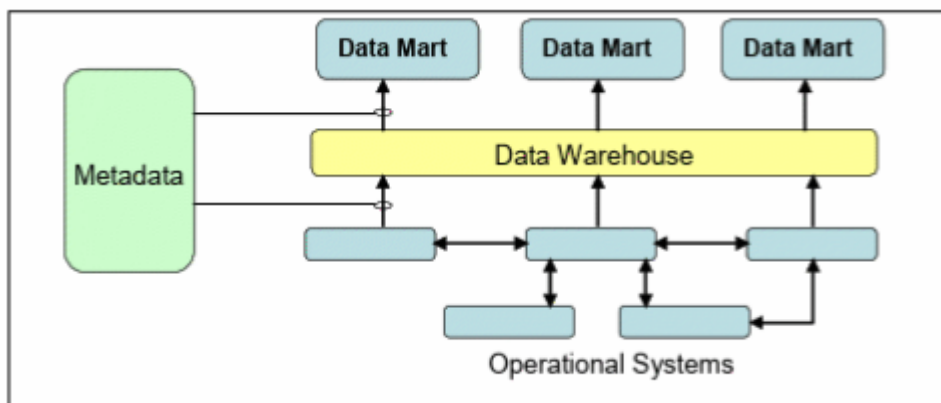 Data Mart
Data Mart
Data Mart
Metadata
Data Warehouse
Operational Systems